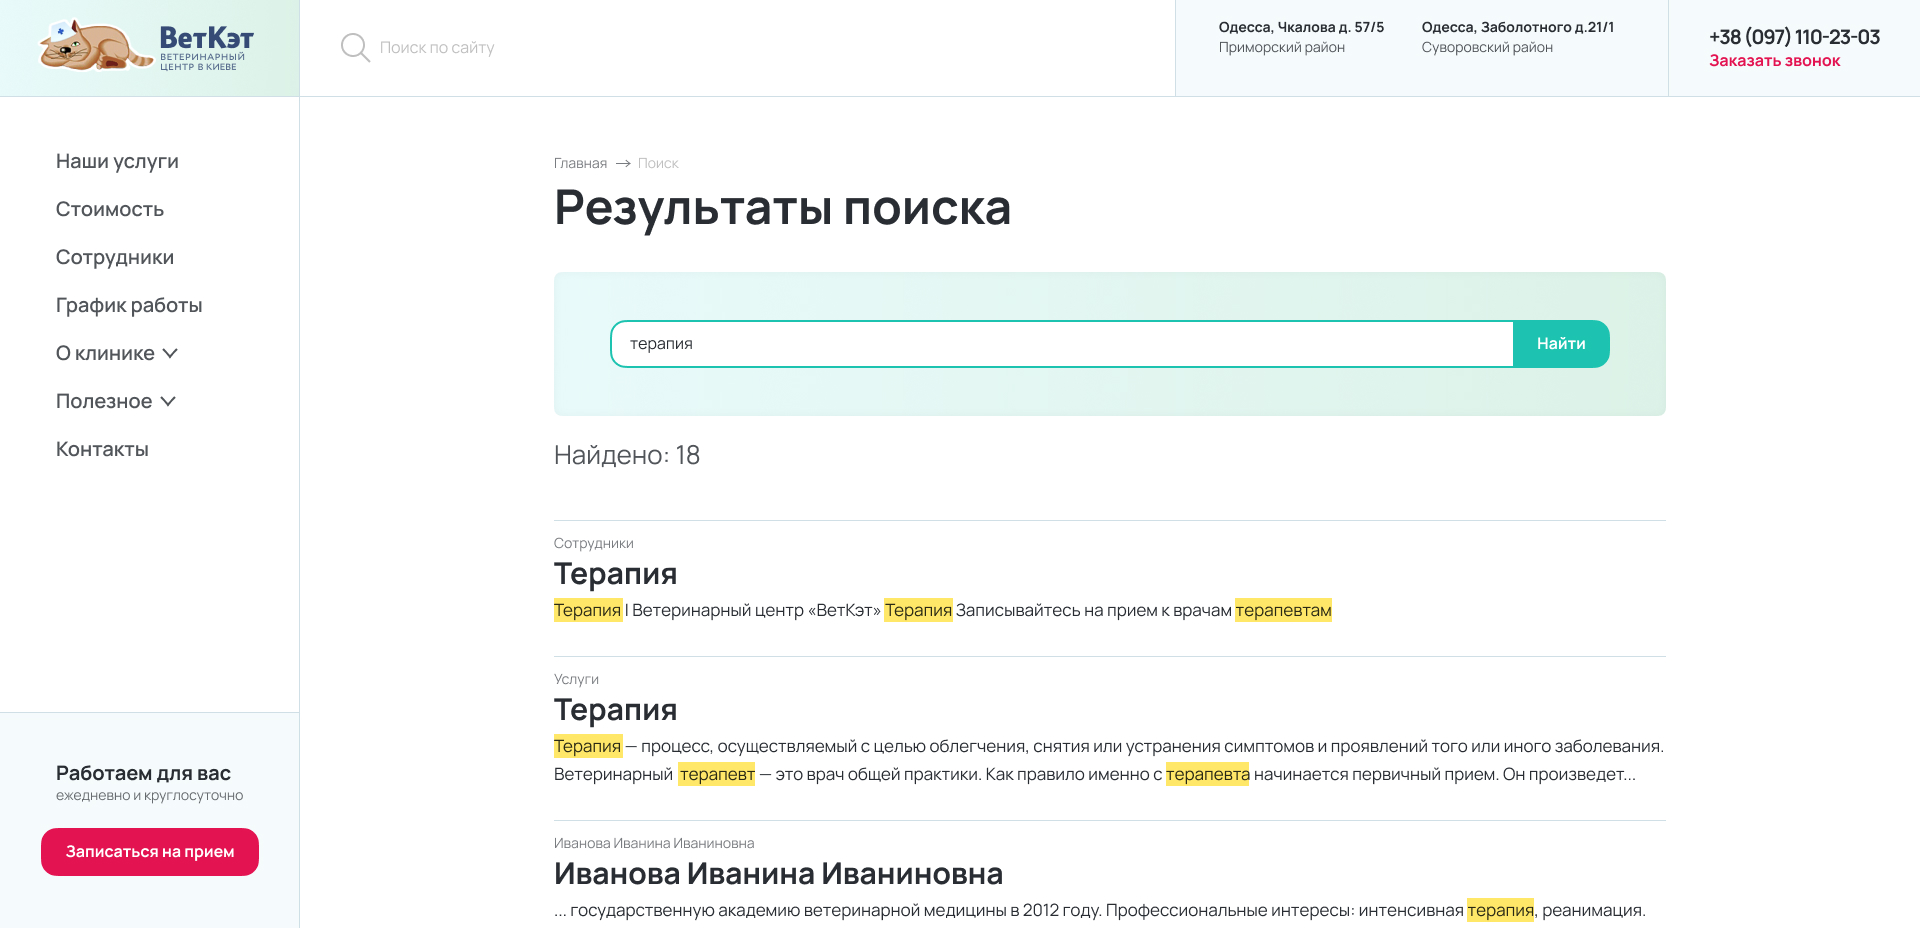 ВетКэт
ВЕТЕРИНАРНЫЙ
ЦЕНТР В КИЕВЕ
Поиск по сайту
Одесса, Чкалова д. 57/5
Приморский район
Одесса, Заболотного д.21/1
Суворовский район
+38 (097) 110-23-03
Заказать звонок
Наши услуги
Стоимость
Сотрудники
График работы
О клинике
Полезное
Контакты
Работаем для вас
ежедневно и круглосуточно
Записаться на прием
Главная → Поиск
Результаты поиска
терапия
Найти
Найдено: 18
Сотрудники
Терапия
Терапия | Ветеринарный центр «ВетКэт» Терапия Записывайтесь на прием к врачам терапевтам
Услуги
Терапия
Терапия — процесс, осуществляемый с целью облегчения, снятия или устранения симптомов и проявлений того или иного заболевания.
Ветеринарный терапевт — это врач общей практики. Как правило именно с терапевта начинается первичный прием. Он произведет...
Иванова Иванина Иваниновна
Иванова Иванина Иваниновна
... государственную академию ветеринарной медицины в 2012 году. Профессиональные интересы: интенсивная терапия, реанимация.